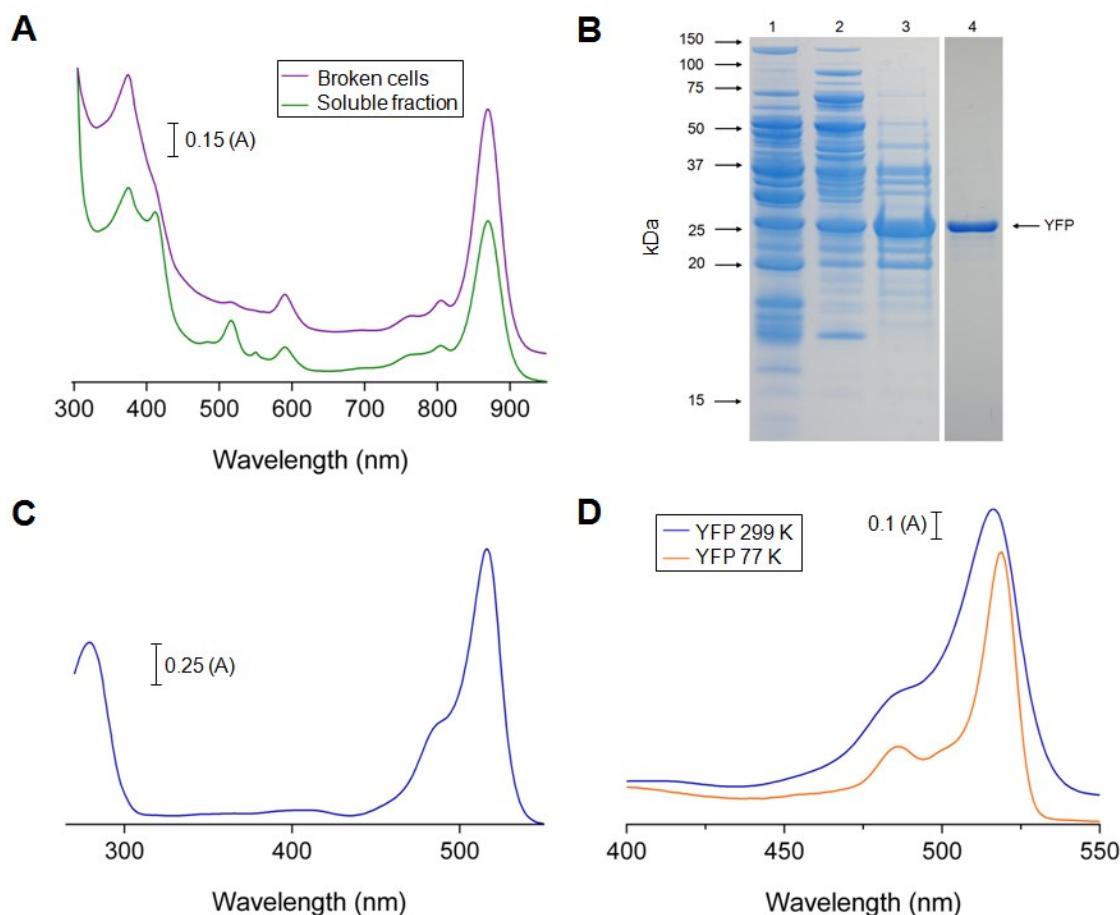 A
Broken cells
Soluble fraction
0.15 (A)
300 400 500 600 700 800 900
Wavelength (nm)
B
1 2 3 4
150
100
75
50
37
25
20
15
kDa
YFP
C
0.25 (A)
300 400 500
Wavelength (nm)
D
YFP 299 K
YFP 77 K
0.1 (A)
400 450 500 550
Wavelength (nm)